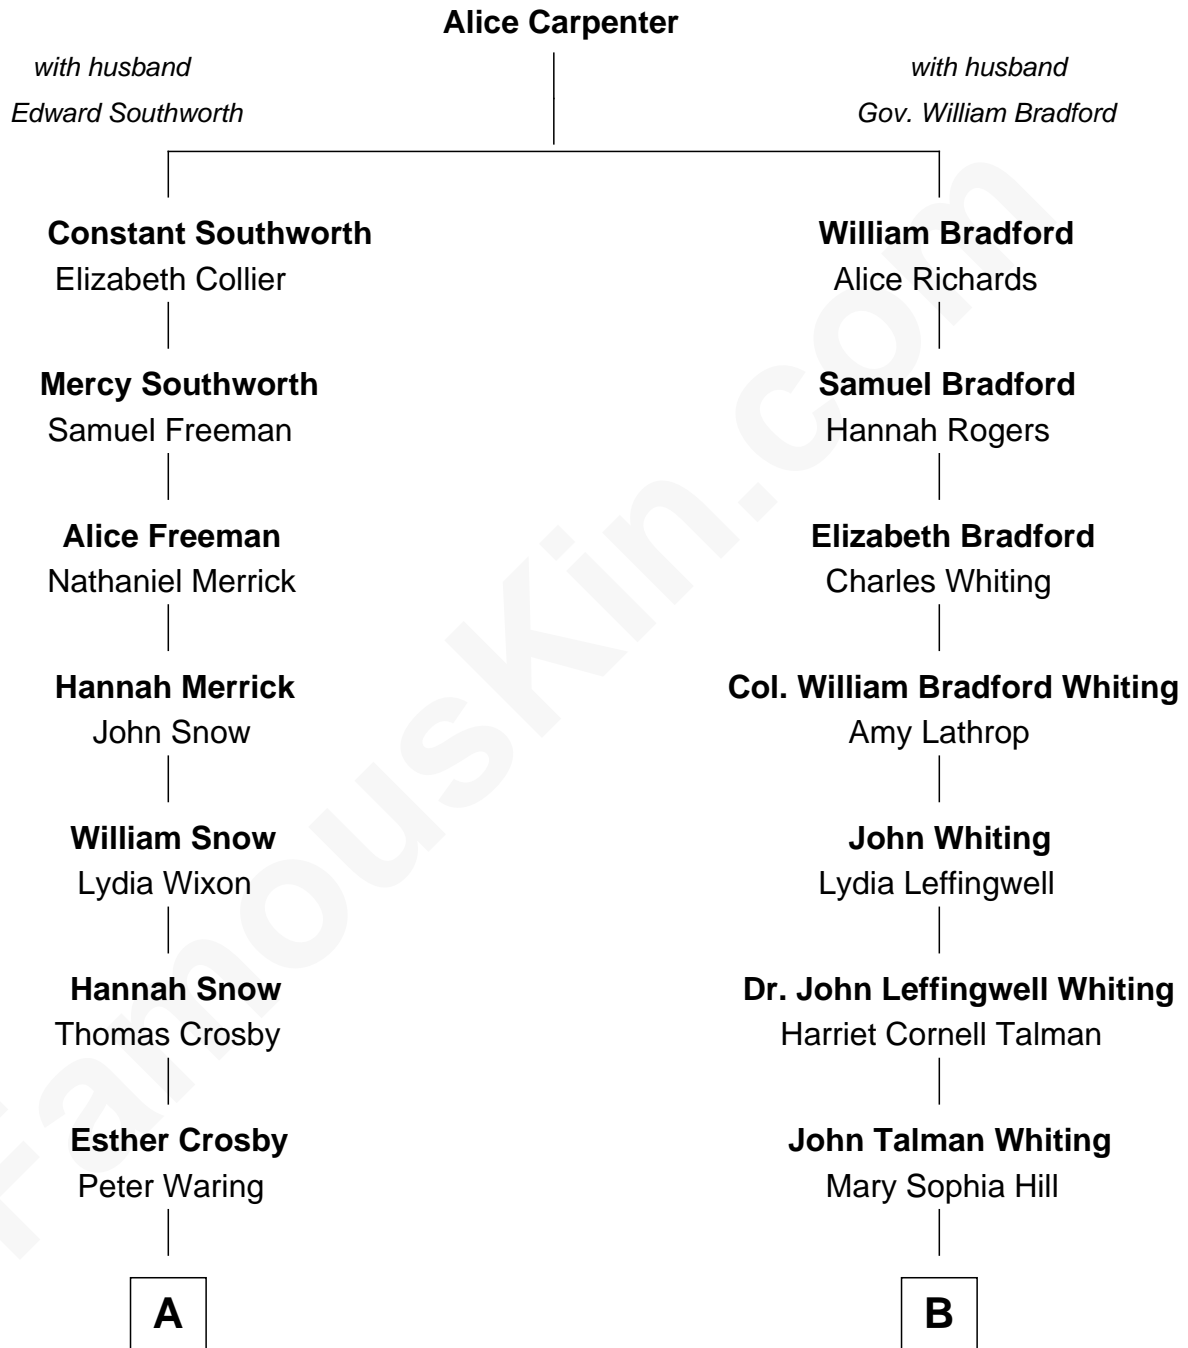 Alice Carpenter
with husband
Edward Southworth
with husband
Gov. William Bradford
Constant Southworth
Elizabeth Collier
William Bradford
Alice Richards
Mercy Southworth
Samuel Freeman
Samuel Bradford
Hannah Rogers
Alice Freeman
Nathaniel Merrick
Elizabeth Bradford
Charles Whiting
Hannah Merrick
John Snow
Col. William Bradford Whiting
Amy Lathrop
William Snow
Lydia Wixon
John Whiting
Lydia Leffingwell
Hannah Snow
Thomas Crosby
Dr. John Leffingwell Whiting
Harriet Cornell Talman
Esther Crosby
Peter Waring
John Talman Whiting
Mary Sophia Hill
A
B
FamousKin.com